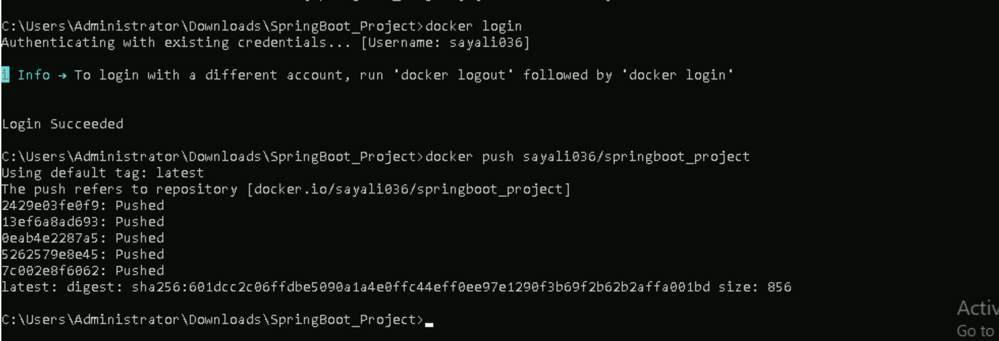 C:\Users\Administrator\Downloads\SpringBoot_Project>docker login
Authenticating with existing credentials... [Username: sayali036]
i Info → To login with a different account, run 'docker logout' followed by 'docker login'
Login Succeeded
C:\Users\Administrator\Downloads\SpringBoot_Project>docker push sayali036/springboot_project
Using default tag: latest
The push refers to repository [docker.io/sayali036/springboot_project]
2429e03fe0f9: Pushed
13ef6a8ad693: Pushed
0eab4e2287a5: Pushed
5262579e8e45: Pushed
7c002e8f6062: Pushed
latest: digest: sha256:601dcc2c06ffdbe5090a1a4e0ffc44eff0ee97e1290f3b69f2b62b2affa001bd size: 856
C:\Users\Administrator\Downloads\SpringBoot_Project>
Activ
Go to